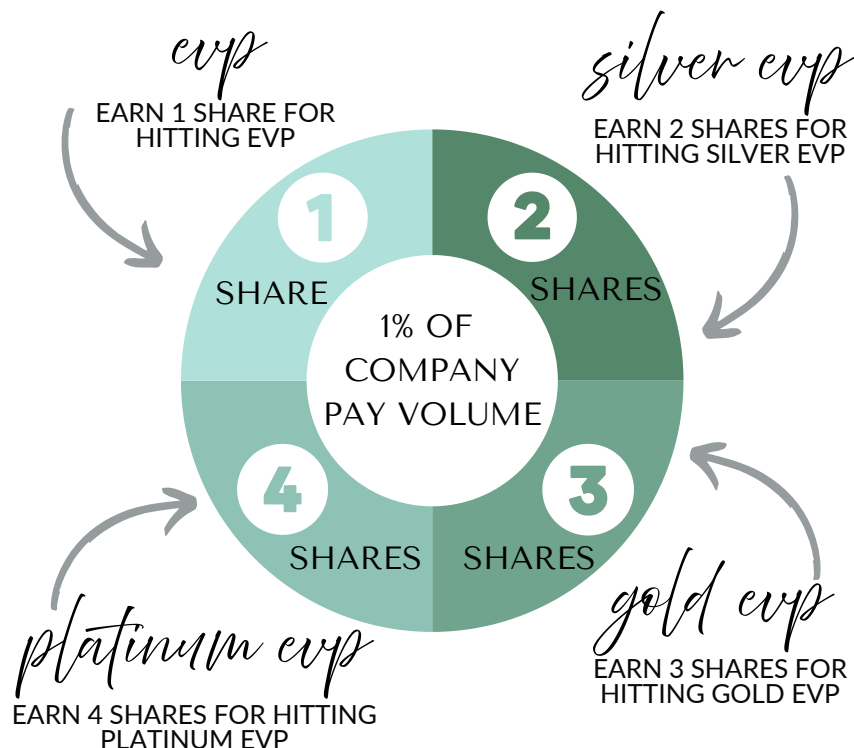 evp
EARN 1 SHARE FOR
HITTING EVP
silver evp
EARN 2 SHARES FOR
HITTING SILVER EVP
1
SHARE
2
SHARES
1% OF
COMPANY
PAY VOLUME
4
SHARES
3
SHARES
platinum evp
EARN 4 SHARES FOR HITTING
PLATINUM EVP
gold evp
EARN 3 SHARES FOR
HITTING GOLD EVP